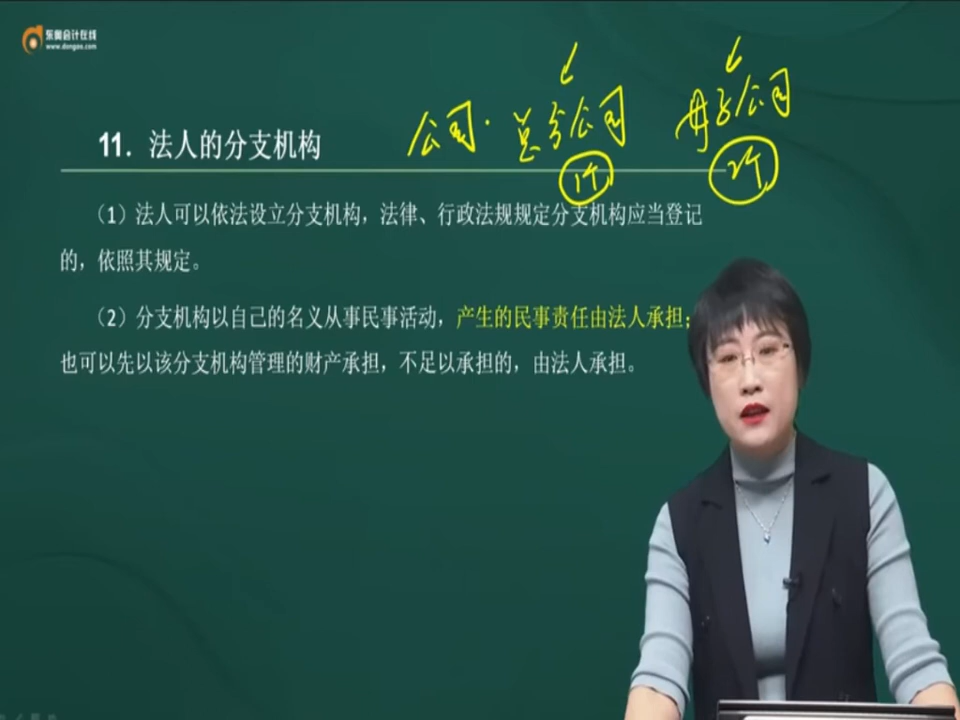 东奥会计在线
www.dongao.com
公司·总分公司 母子公司
1个 2个
11. 法人的分支机构
（1）法人可以依法设立分支机构，法律、行政法规规定分支机构应当登记
的，依照其规定。
（2）分支机构以自己的名义从事民事活动，产生的民事责任由法人承担；
也可以先以该分支机构管理的财产承担，不足以承担的，由法人承担。